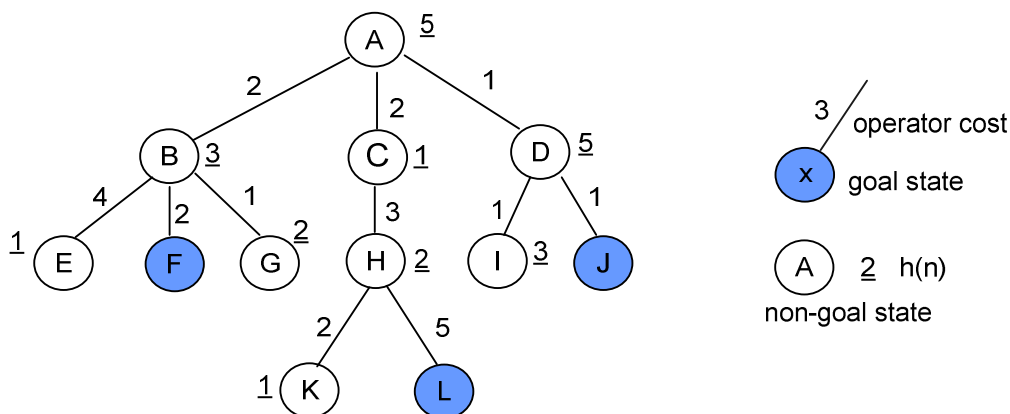 A 5
2 2 1
B 3 C 1 D 5
4 2 1 3 1 1
1 E F G 2 H 2 I 3 J
2 5
1 K L
3 operator cost
x goal state
A 2 h(n)
non-goal state